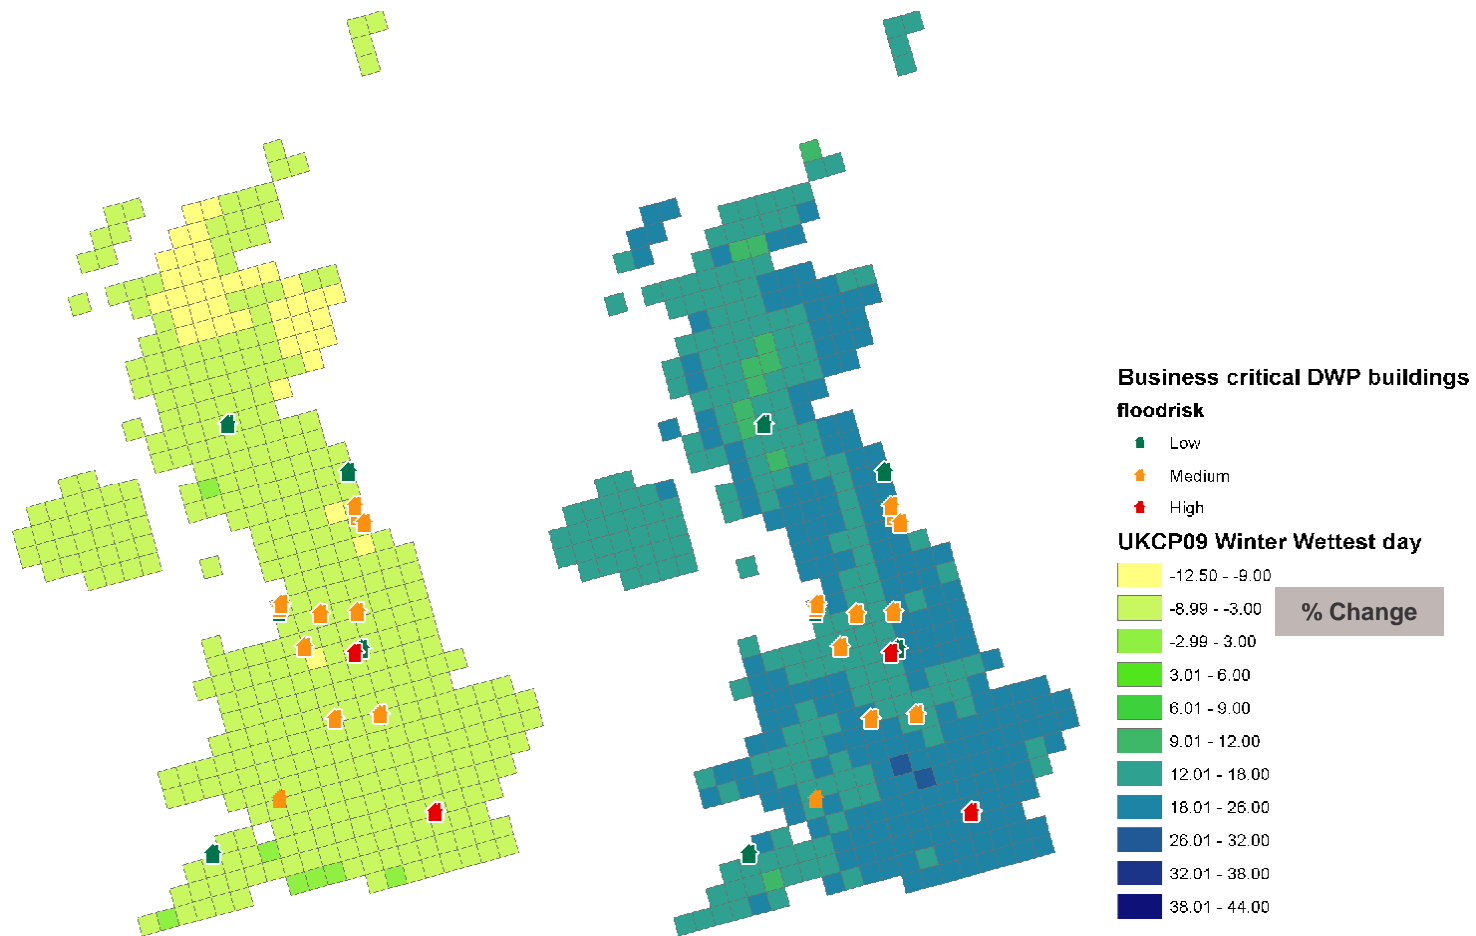 Business critical DWP buildings
floodrisk
Low
Medium
High
UKCP09 Winter Wettest day
-12.50 - -9.00
-8.99 - -3.00
% Change
-2.99 - 3.00
3.01 - 6.00
6.01 - 9.00
9.01 - 12.00
12.01 - 18.00
18.01 - 26.00
26.01 - 32.00
32.01 - 38.00
38.01 - 44.00